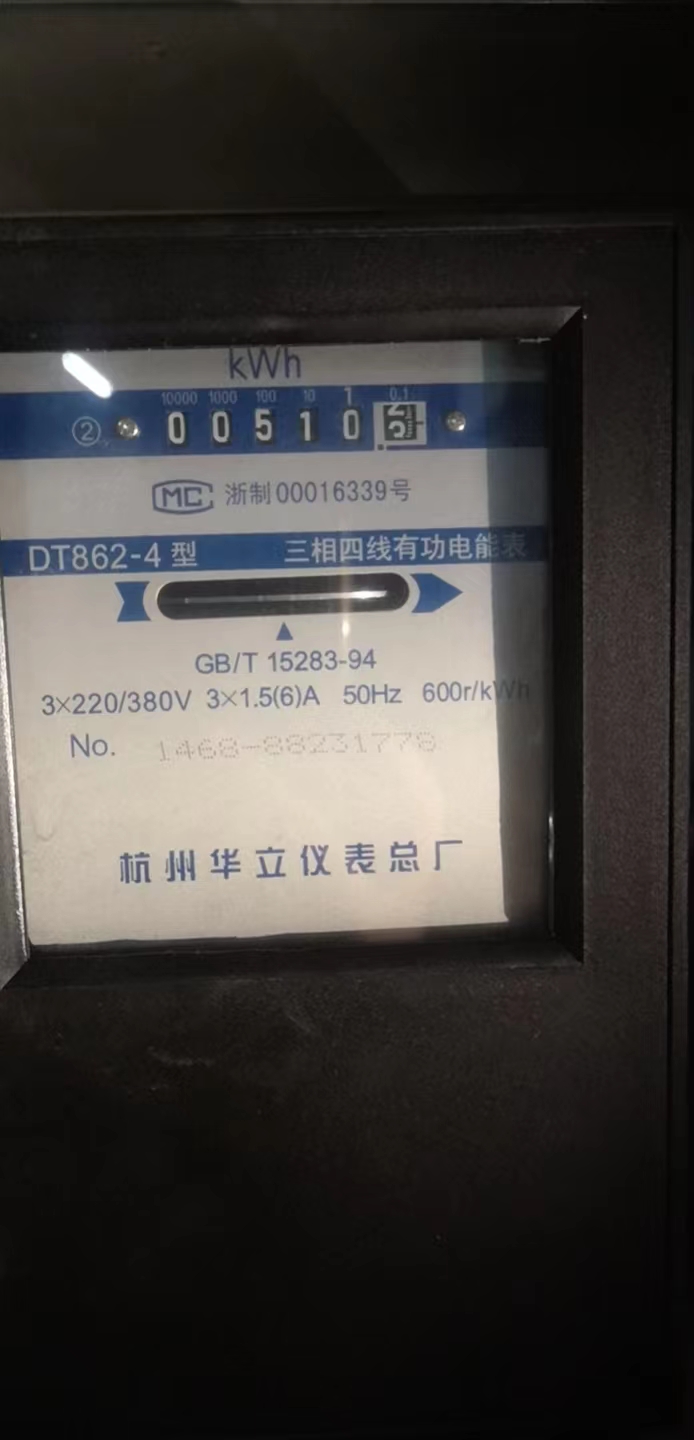 kWh
10000 1000 100 10 1 0.1
② 0 0 5 1 0
MC 浙制00016339号
DT862-4 型 三相四线有功电能表
GB/T 15283-94
3×220/380V 3×1.5(6)A 50Hz 600r/kWh
No. 1468-88231778
杭州华立仪表总厂